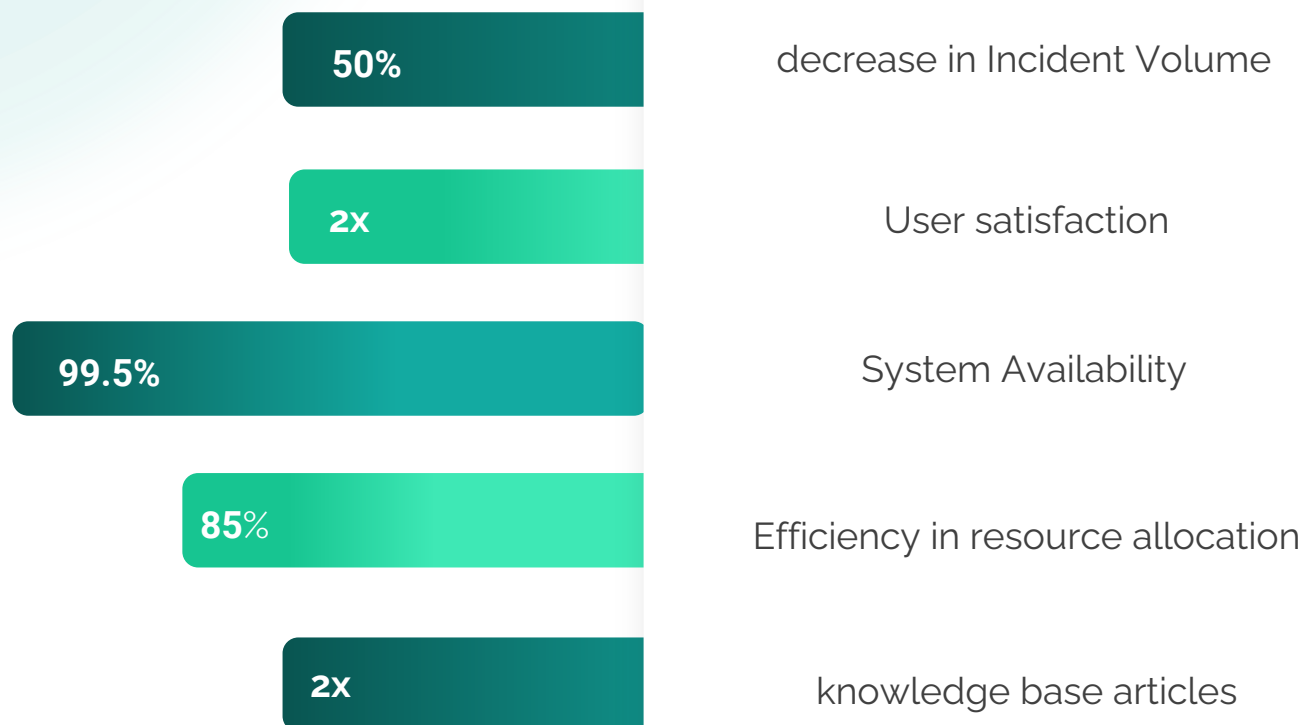 50% decrease in Incident Volume
2x User satisfaction
99.5% System Availability
85% Efficiency in resource allocation
2x knowledge base articles